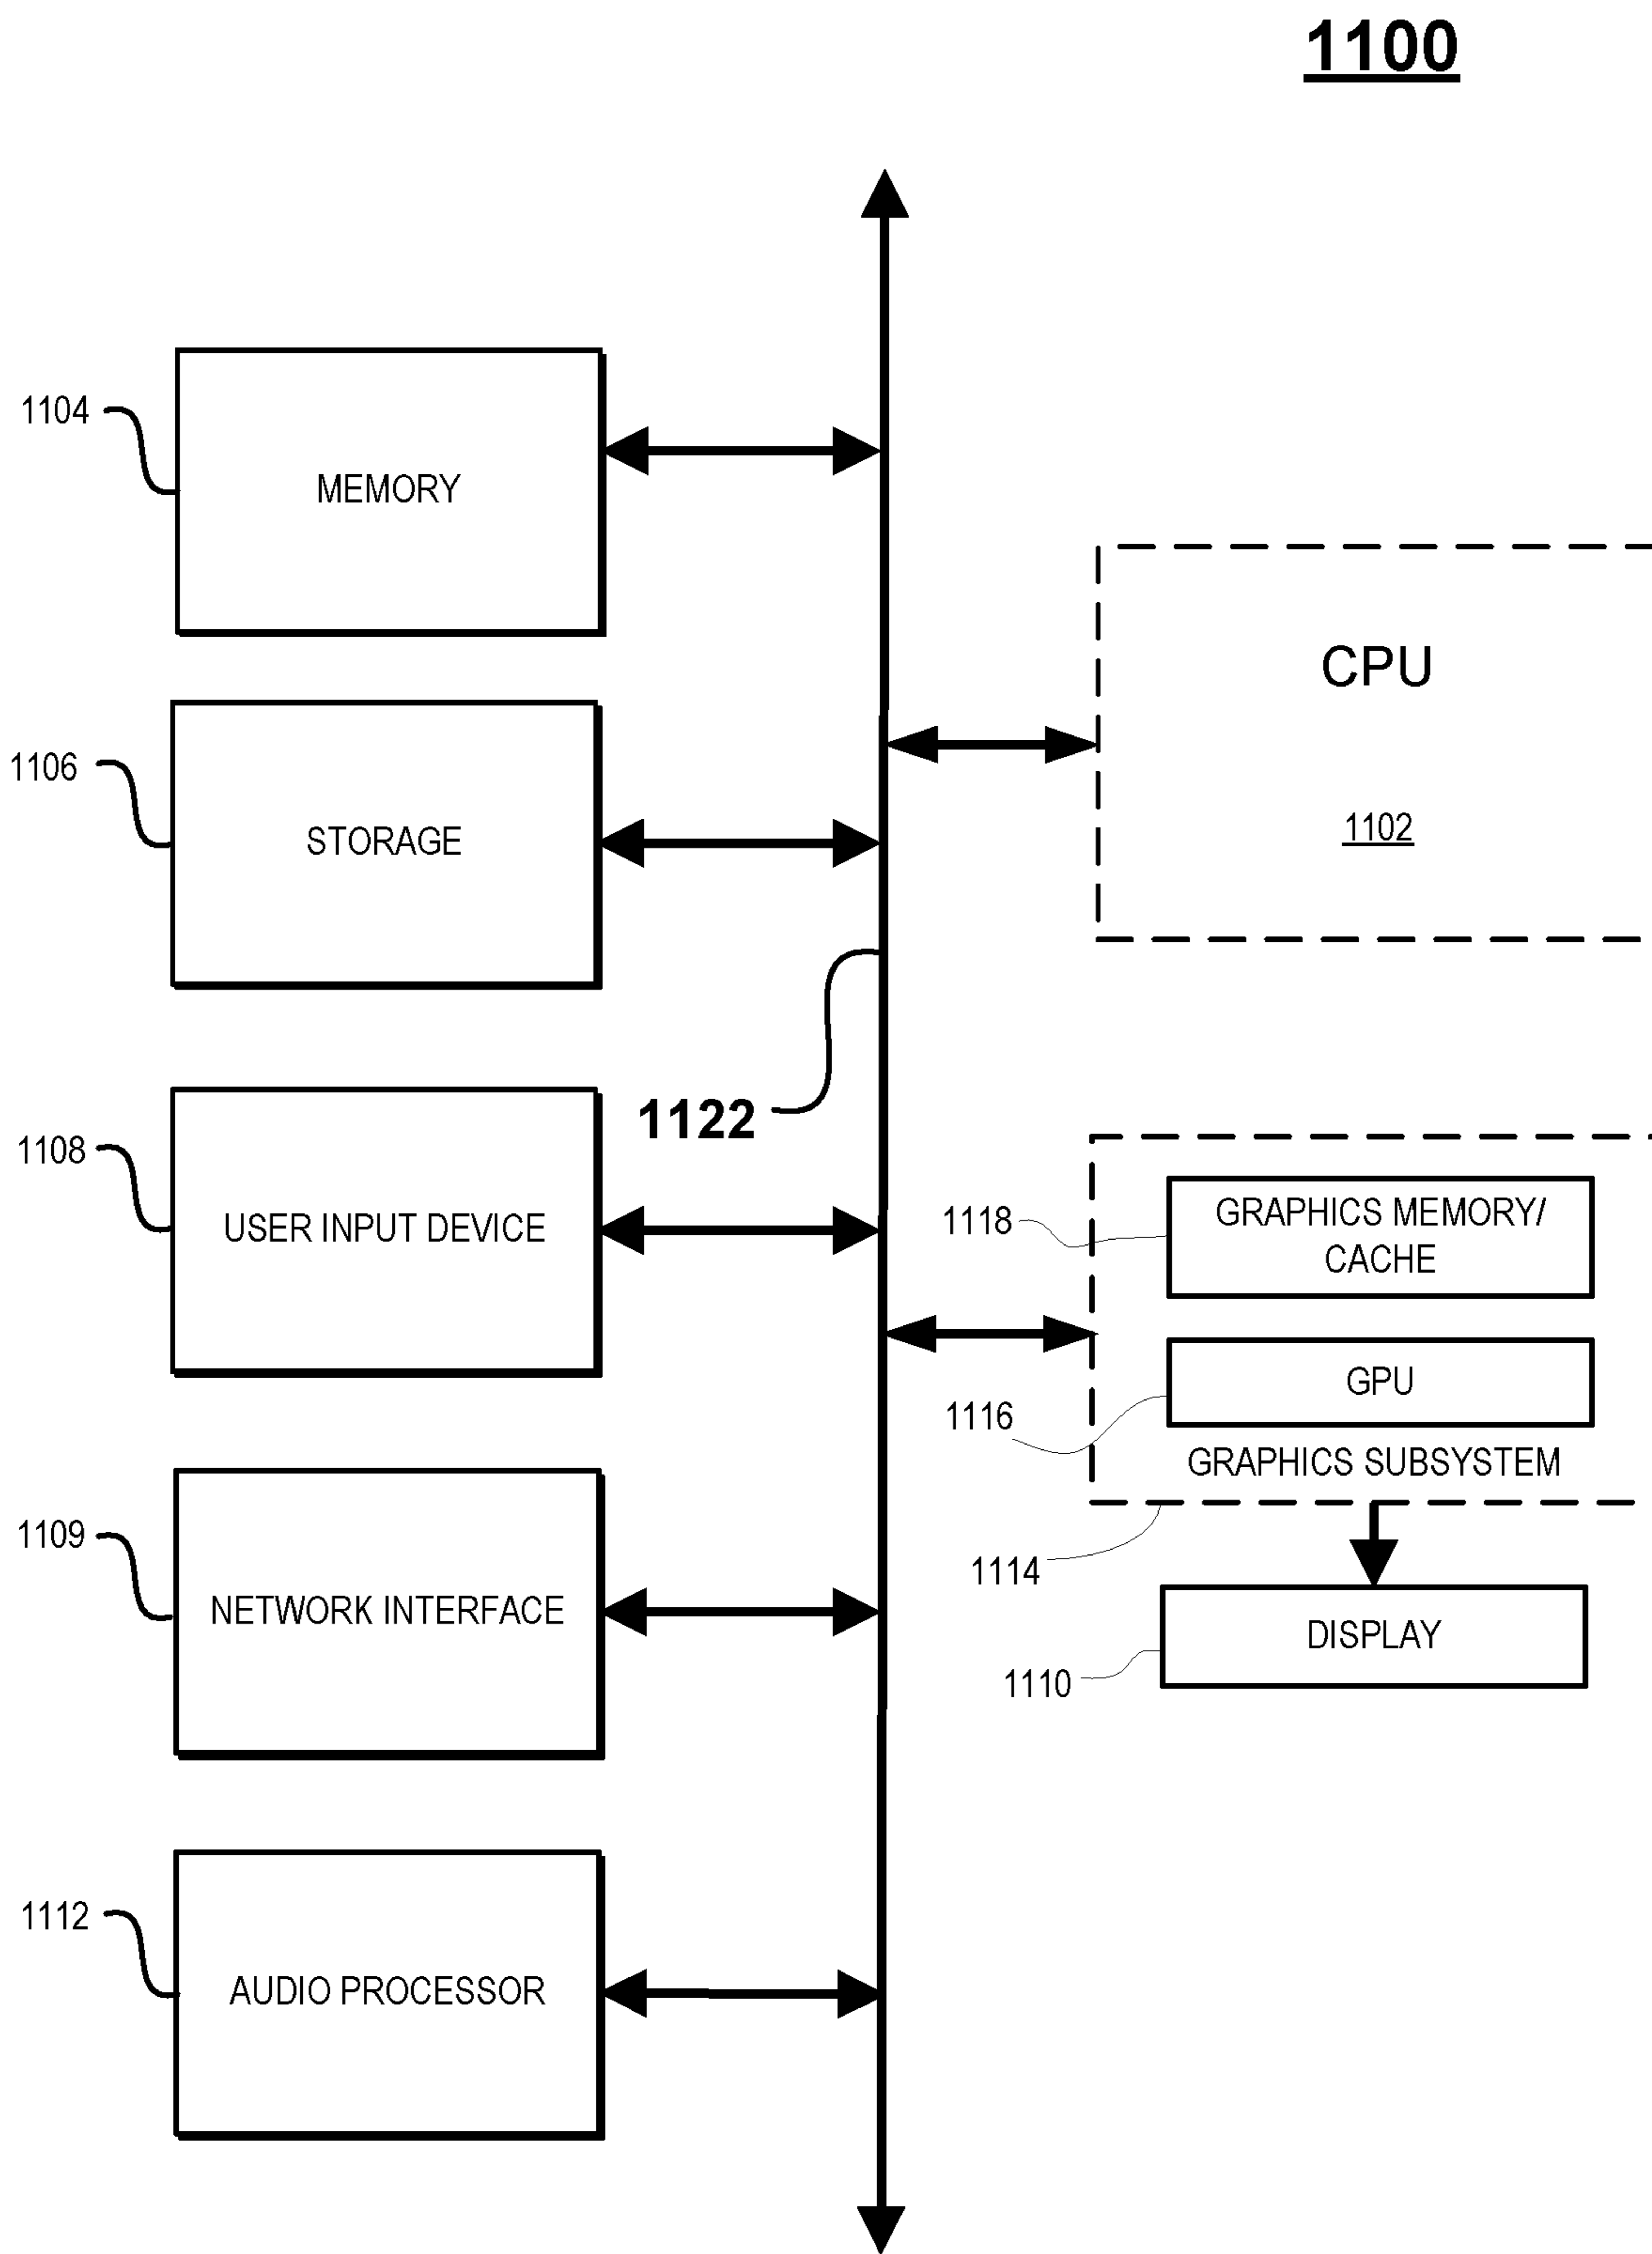 1100
1104
MEMORY
CPU
1102
1106
STORAGE
1122
1108
USER INPUT DEVICE
1118
GRAPHICS MEMORY/
CACHE
1116
GPU
GRAPHICS SUBSYSTEM
1114
1109
NETWORK INTERFACE
DISPLAY
1110
1112
AUDIO PROCESSOR